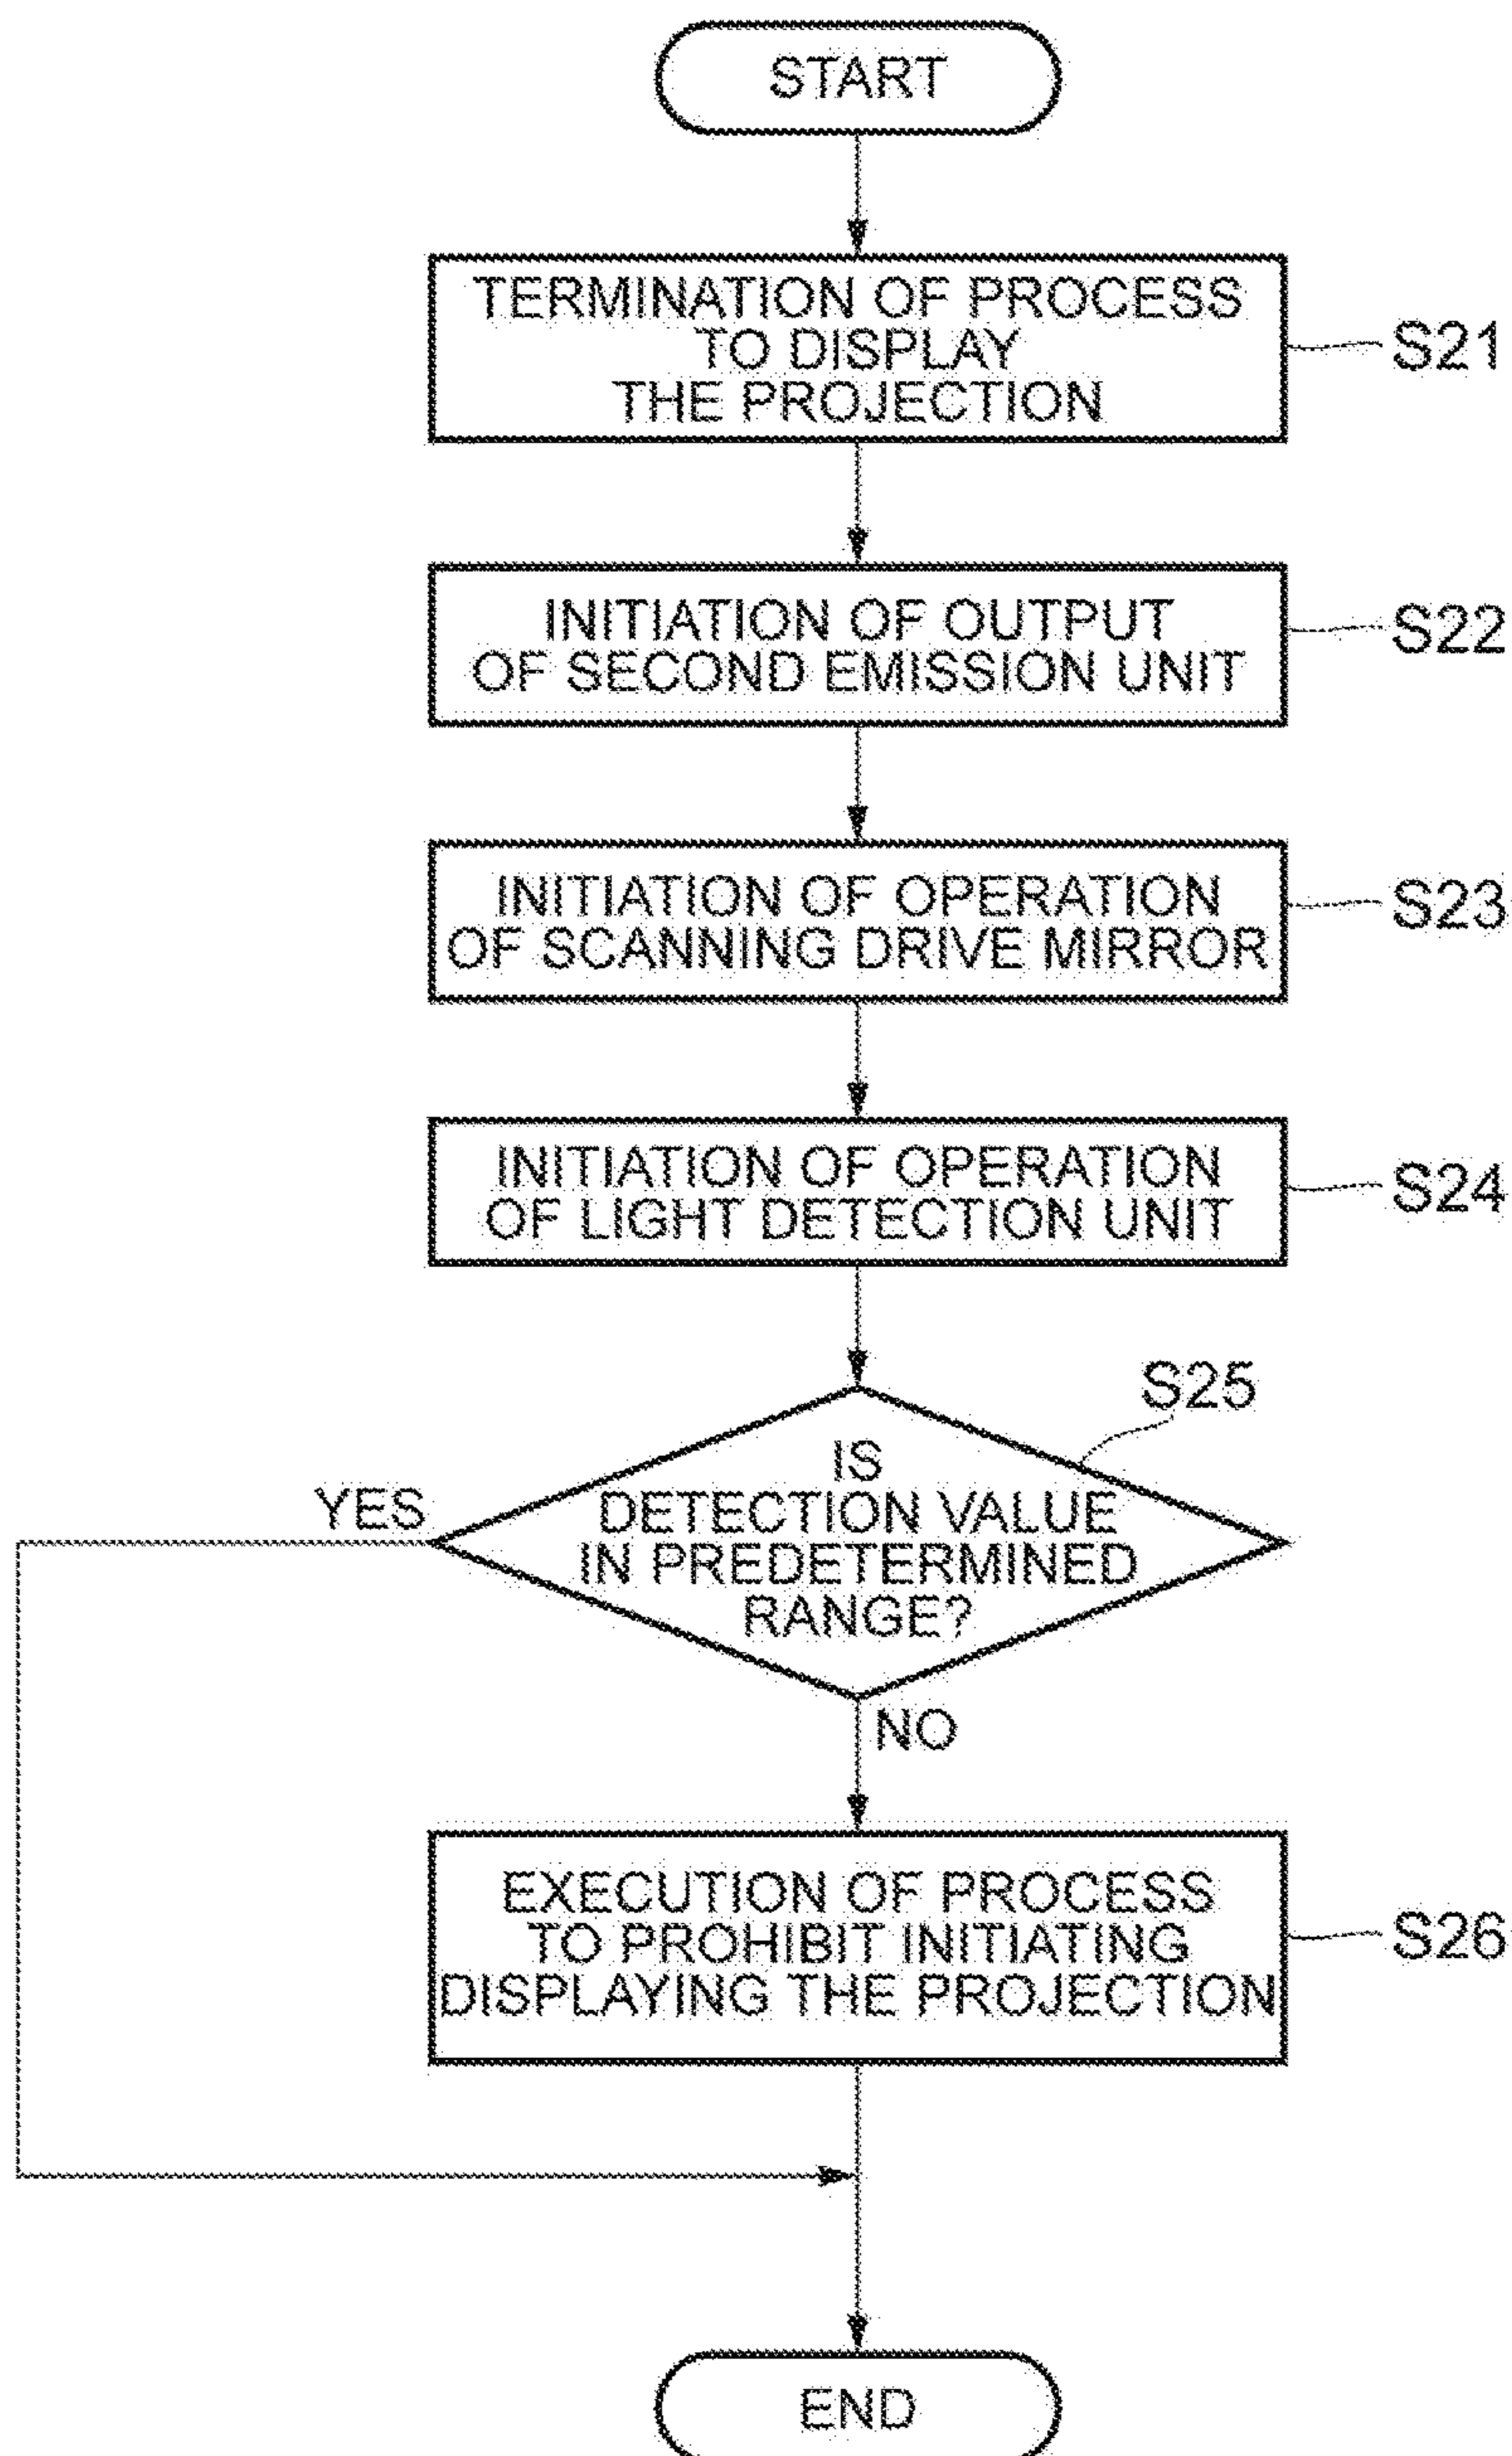 START
TERMINATION OF PROCESS
TO DISPLAY
THE PROJECTION
S21
INITIATION OF OUTPUT
OF SECOND EMISSION UNIT
S22
INITIATION OF OPERATION
OF SCANNING DRIVE MIRROR
S23
INITIATION OF OPERATION
OF LIGHT DETECTION UNIT
S24
S25
IS
DETECTION VALUE
IN PREDETERMINED
RANGE?
YES
NO
EXECUTION OF PROCESS
TO PROHIBIT INITIATING
DISPLAYING THE PROJECTION
S26
END